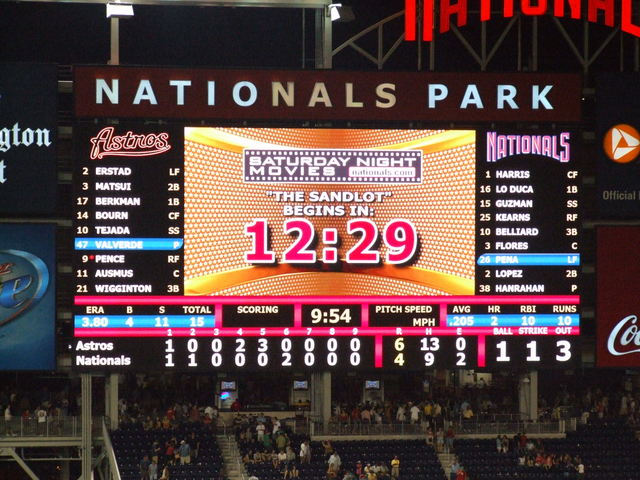 NATIONALS
NATIONALS PARK
ngton
t
Astros
2 ERSTAD LF
3 MATSUI 2B
17 BERKMAN 1B
14 BOURN CF
10 TEJADA SS
47 VALVERDE P
9 * PENCE RF
11 AUSMUS C
21 WIGGINTON 3B
SATURDAY NIGHT
MOVIES nationals.com
"THE SANDLOT"
BEGINS IN:
12:29
NATIONALS
1 HARRIS CF
16 LO DUCA 1B
15 GUZMAN SS
25 KEARNS RF
10 BELLIARD 3B
3 FLORES C
26 PENA LF
2 LOPEZ 2B
38 HANRAHAN P
Official
ERA B S TOTAL
3.80 4 11 15
SCORING
9:54
PITCH SPEED
MPH
AVG HR RBI RUNS
.205 2 10 10
1 2 3 4 5 6 7 8 9 R H E BALL STRIKE OUT
Astros 1 0 0 2 3 0 0 0 0 6 13 0
Nationals 1 1 0 0 0 2 0 0 0 4 9 2
1 1 3
Co